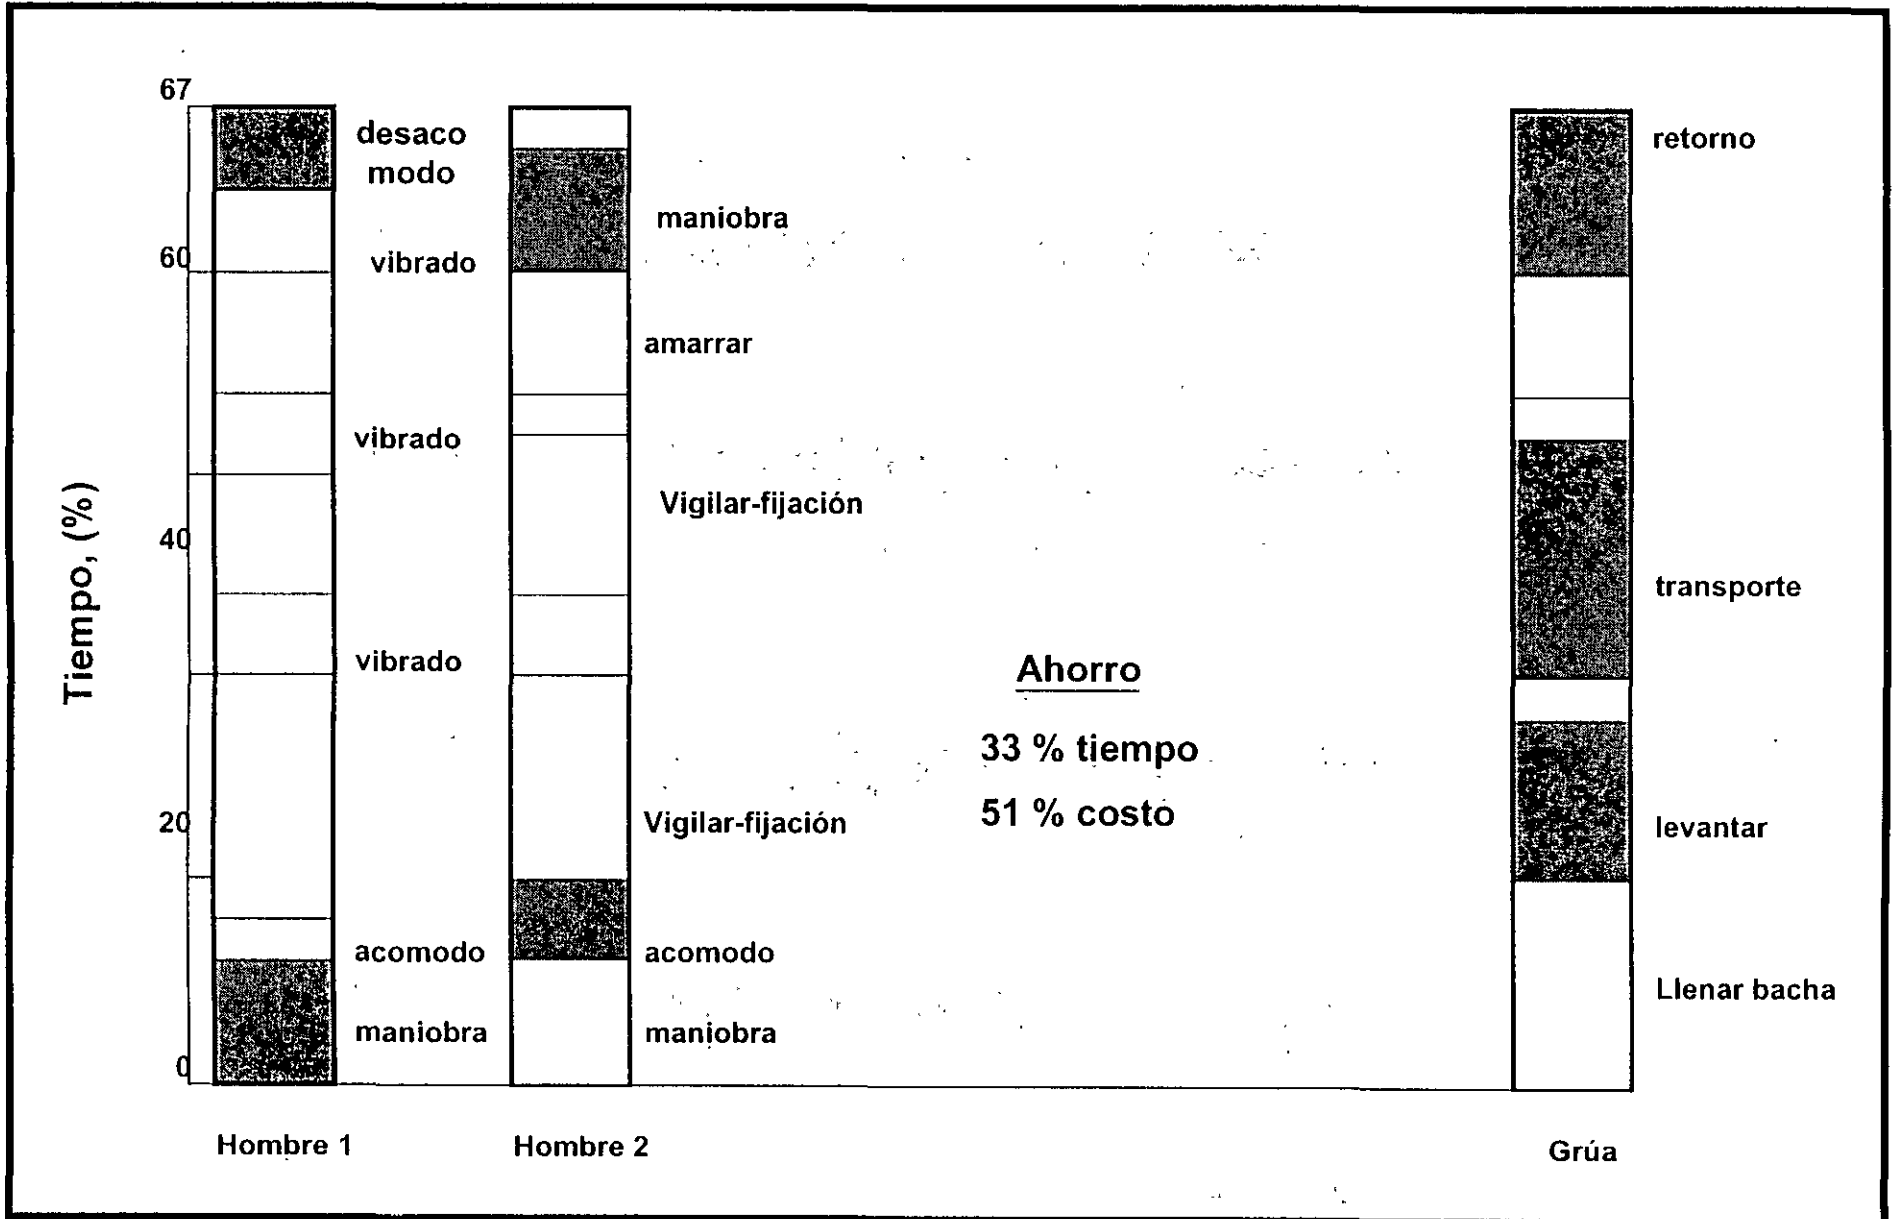 67
60
40
20
0
Tiempo, (%)
desaco
modo
vibrado
vibrado
vibrado
acomodo
maniobra
maniobra
amarrar
Vigilar-fijación
Vigilar-fijación
acomodo
maniobra
Ahorro
33 % tiempo
51 % costo
retorno
transporte
levantar
Llenar bacha
Hombre 1
Hombre 2
Grúa